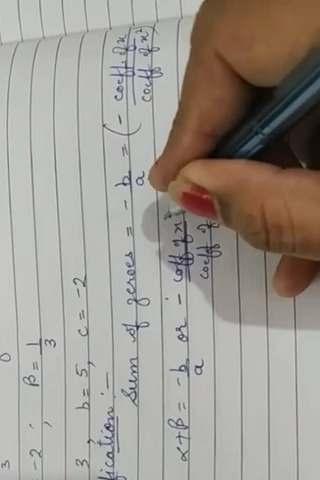 3 0
-2 , β = 1/3
3 , b = 5, c = -2
fication :-
Sum of zeroes = - b/a = ( - coeff of x / coeff of x²
α+β = -b/a or - coeff of x / coeff of